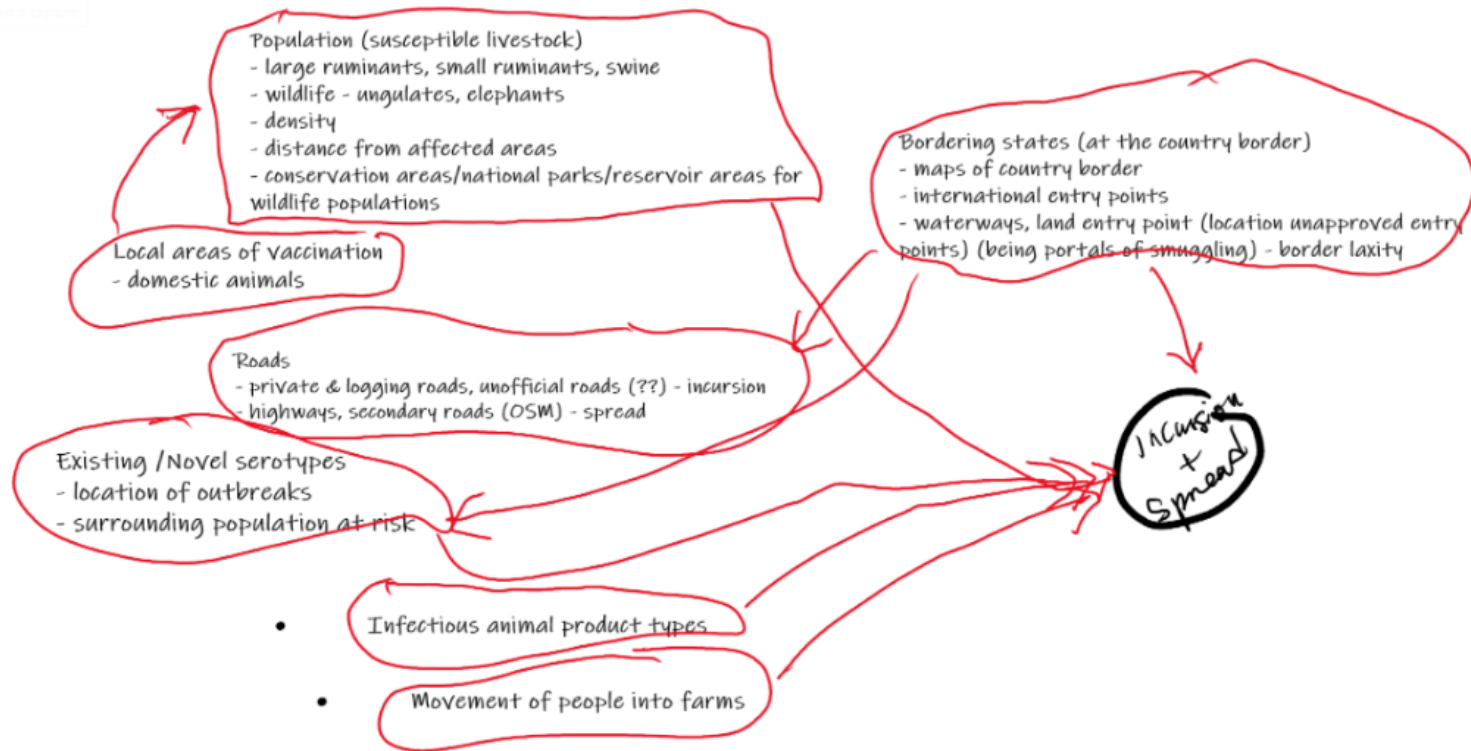 Population (susceptible livestock)
- large ruminants, small ruminants, swine
- wildlife - ungulates, elephants
- density
- distance from affected areas
- conservation areas/national parks/reservoir areas for
wildlife populations
Bordering states (at the country border)
- maps of country border
- international entry points
- waterways, land entry point (location unapproved entry
points) (being portals of smuggling) - border laxity
Local areas of vaccination
- domestic animals
Roads
- private & logging roads, unofficial roads (??) - incursion
- highways, secondary roads (OSM) - spread
Existing /Novel serotypes
- location of outbreaks
- surrounding population at risk
Incursion
+
Spread
• Infectious animal product types
• Movement of people into farms